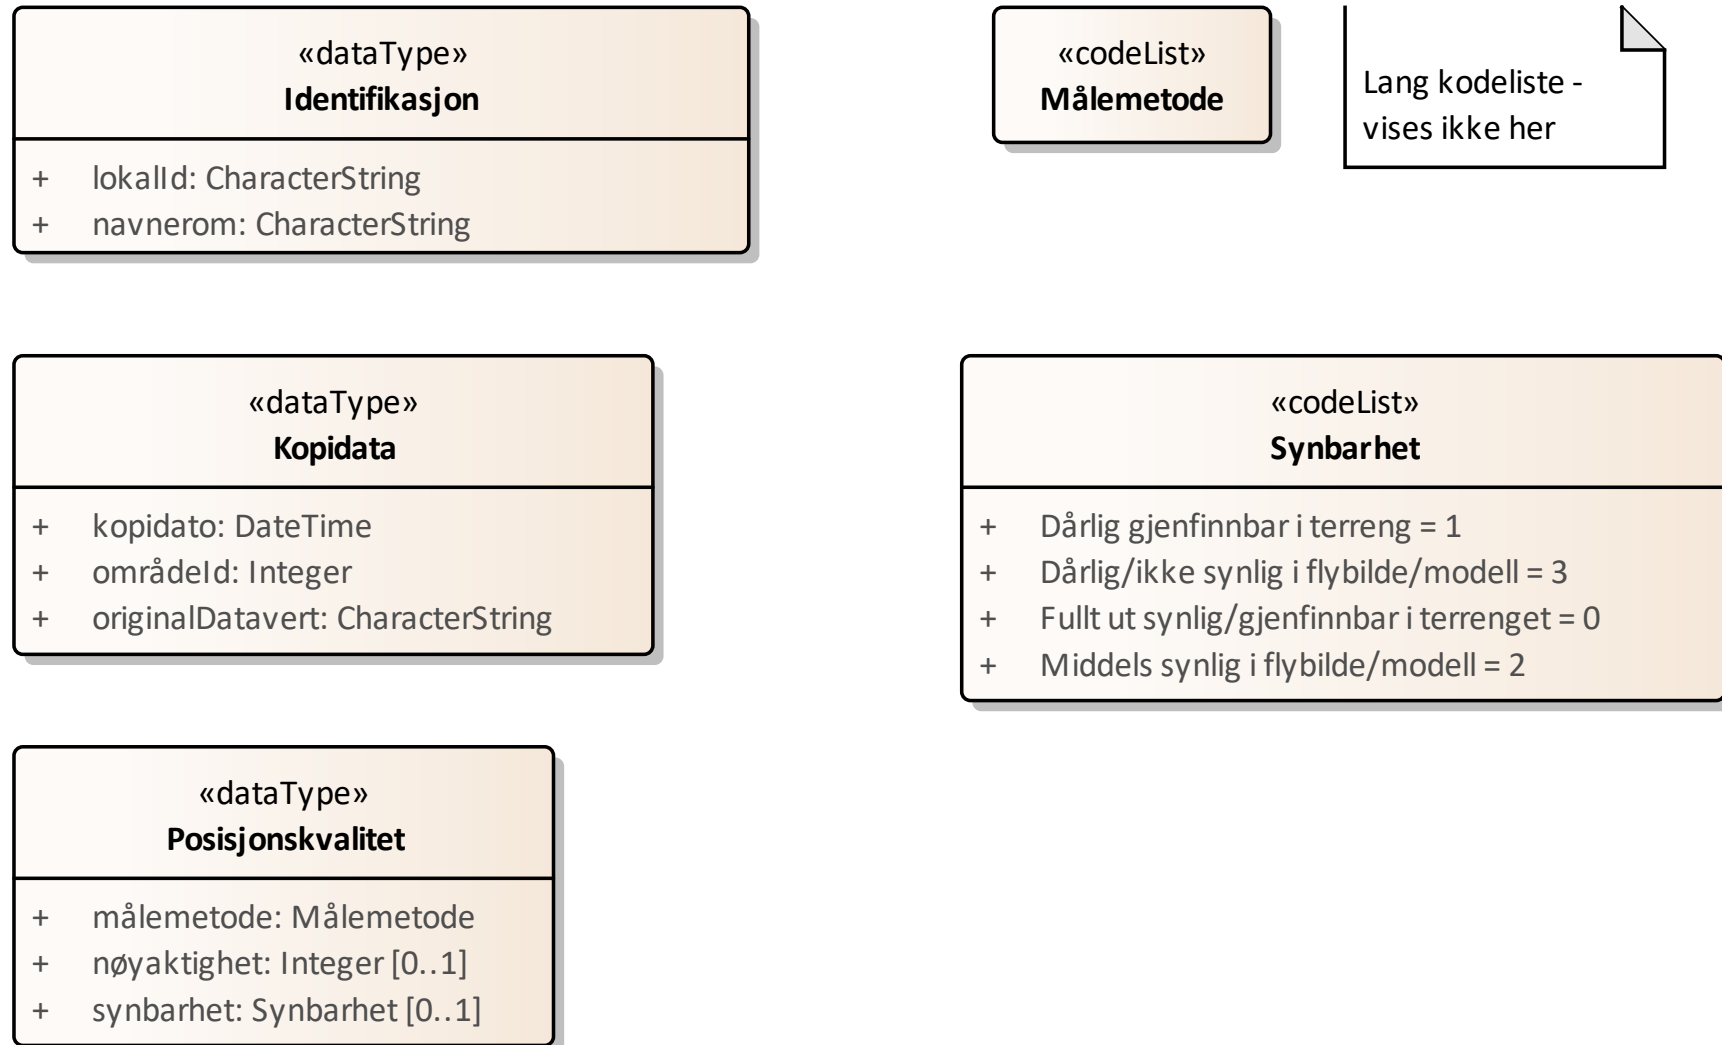 «dataType»
Identifikasjon
+ lokalId: CharacterString
+ navnerom: CharacterString
«codeList»
Målemetode
Lang kodeliste -
vises ikke her
«dataType»
Kopidata
+ kopidato: DateTime
+ områdeId: Integer
+ originalDatavert: CharacterString
«codeList»
Synbarhet
+ Dårlig gjenfinnbar i terreng = 1
+ Dårlig/ikke synlig i flybilde/modell = 3
+ Fullt ut synlig/gjenfinnbar i terrenget = 0
+ Middels synlig i flybilde/modell = 2
«dataType»
Posisjonskvalitet
+ målemetode: Målemetode
+ nøyaktighet: Integer [0..1]
+ synbarhet: Synbarhet [0..1]